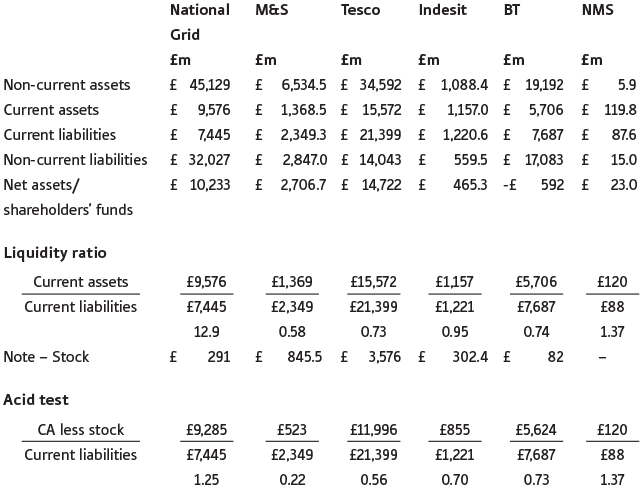 National M&S Tesco Indesit BT NMS
Grid
£m £m £m £m £m £m
Non-current assets £ 45,129 £ 6,534.5 £ 34,592 £ 1,088.4 £ 19,192 £ 5.9
Current assets £ 9,576 £ 1,368.5 £ 15,572 £ 1,157.0 £ 5,706 £ 119.8
Current liabilities £ 7,445 £ 2,349.3 £ 21,399 £ 1,220.6 £ 7,687 £ 87.6
Non-current liabilities £ 32,027 £ 2,847.0 £ 14,043 £ 559.5 £ 17,083 £ 15.0
Net assets/ £ 10,233 £ 2,706.7 £ 14,722 £ 465.3 -£ 592 £ 23.0
shareholders' funds
Liquidity ratio
Current assets £9,576 £1,369 £15,572 £1,157 £5,706 £120
Current liabilities £7,445 £2,349 £21,399 £1,221 £7,687 £88
12.9 0.58 0.73 0.95 0.74 1.37
Note – Stock £ 291 £ 845.5 £ 3,576 £ 302.4 £ 82 –
Acid test
CA less stock £9,285 £523 £11,996 £855 £5,624 £120
Current liabilities £7,445 £2,349 £21,399 £1,221 £7,687 £88
1.25 0.22 0.56 0.70 0.73 1.37